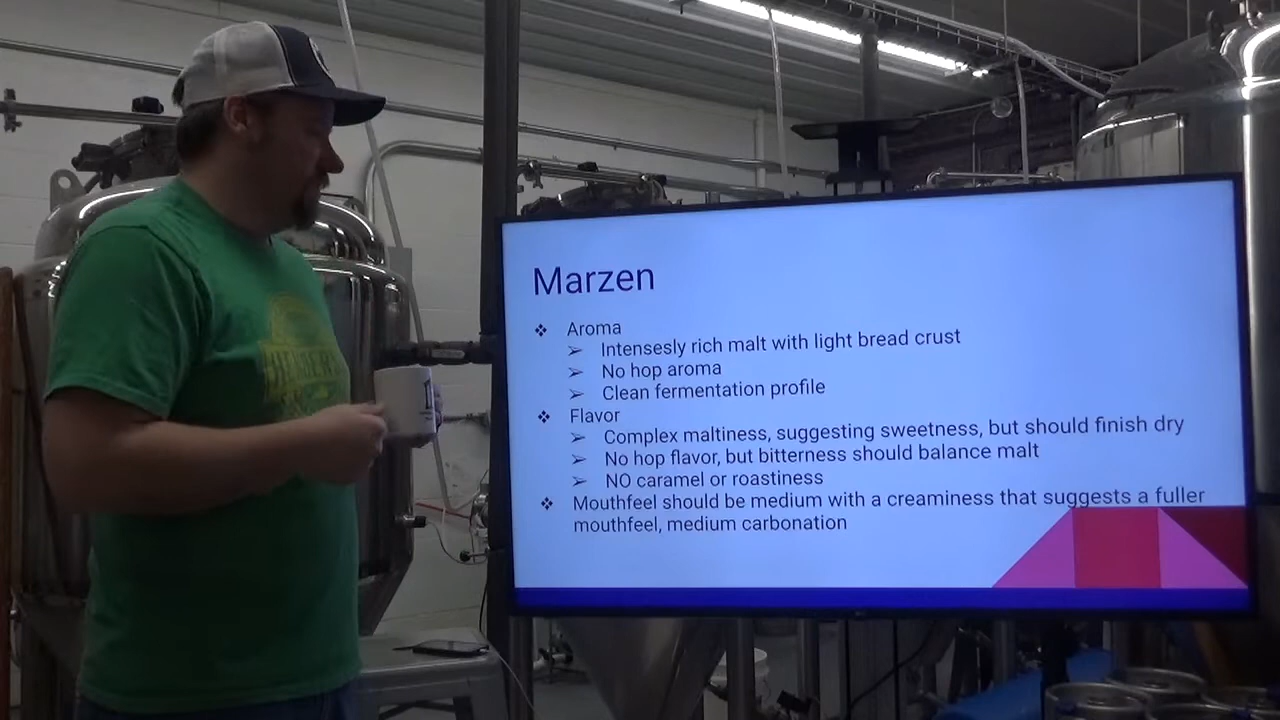 Marzen
❖ Aroma
➢ Intensesly rich malt with light bread crust
➢ No hop aroma
➢ Clean fermentation profile
❖ Flavor
➢ Complex maltiness, suggesting sweetness, but should finish dry
➢ No hop flavor, but bitterness should balance malt
➢ NO caramel or roastiness
❖ Mouthfeel should be medium with a creaminess that suggests a fuller
mouthfeel, medium carbonation